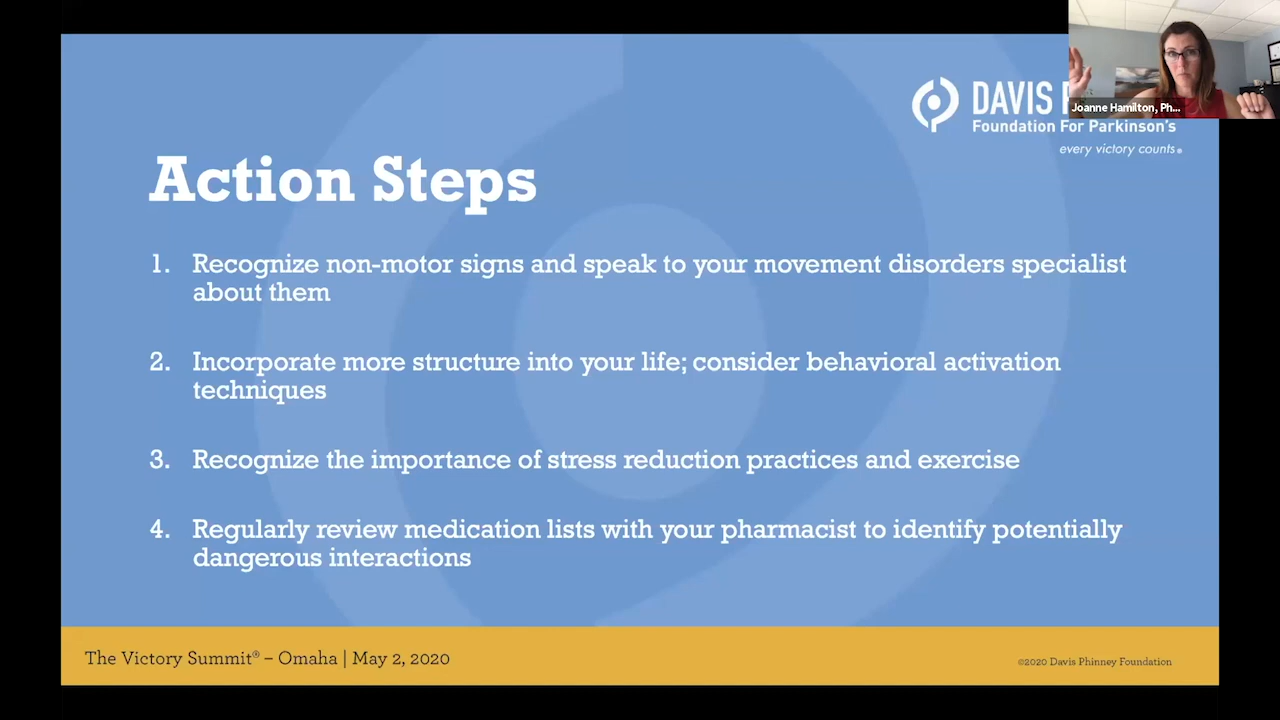 DAVIS
Joanne Hamilton, Ph...
Foundation For Parkinson's
every victory counts®
Action Steps
1. Recognize non-motor signs and speak to your movement disorders specialist
about them
2. Incorporate more structure into your life; consider behavioral activation
techniques
3. Recognize the importance of stress reduction practices and exercise
4. Regularly review medication lists with your pharmacist to identify potentially
dangerous interactions
The Victory Summit® – Omaha | May 2, 2020
©2020 Davis Phinney Foundation